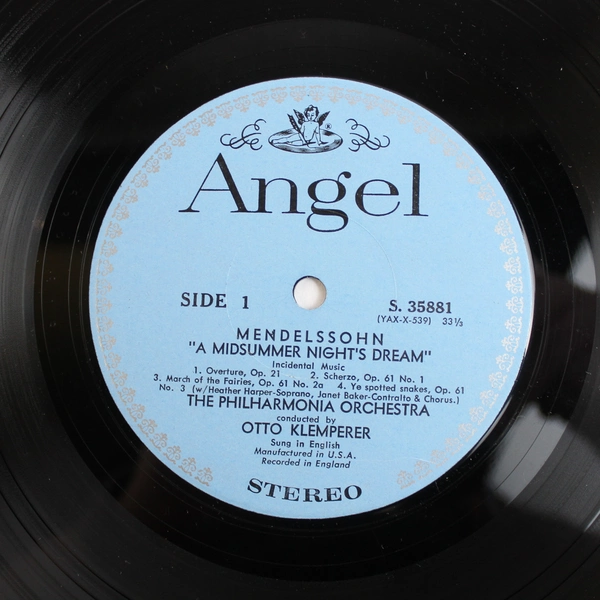 Angel
SIDE 1
S. 35881
(YAX-X-539) 33⅓
MENDELSSOHN
"A MIDSUMMER NIGHT'S DREAM"
Incidental Music
1. Overture, Op. 21 2. Scherzo, Op. 61 No. 1
3. March of the Fairies, Op. 61 No. 2a 4. Ye spotted snakes, Op. 61
No. 3 (w/Heather Harper-Soprano, Janet Baker-Contralto & Chorus.)
THE PHILHARMONIA ORCHESTRA
conducted by
OTTO KLEMPERER
Sung in English
Manufactured in U.S.A.
Recorded in England
STEREO